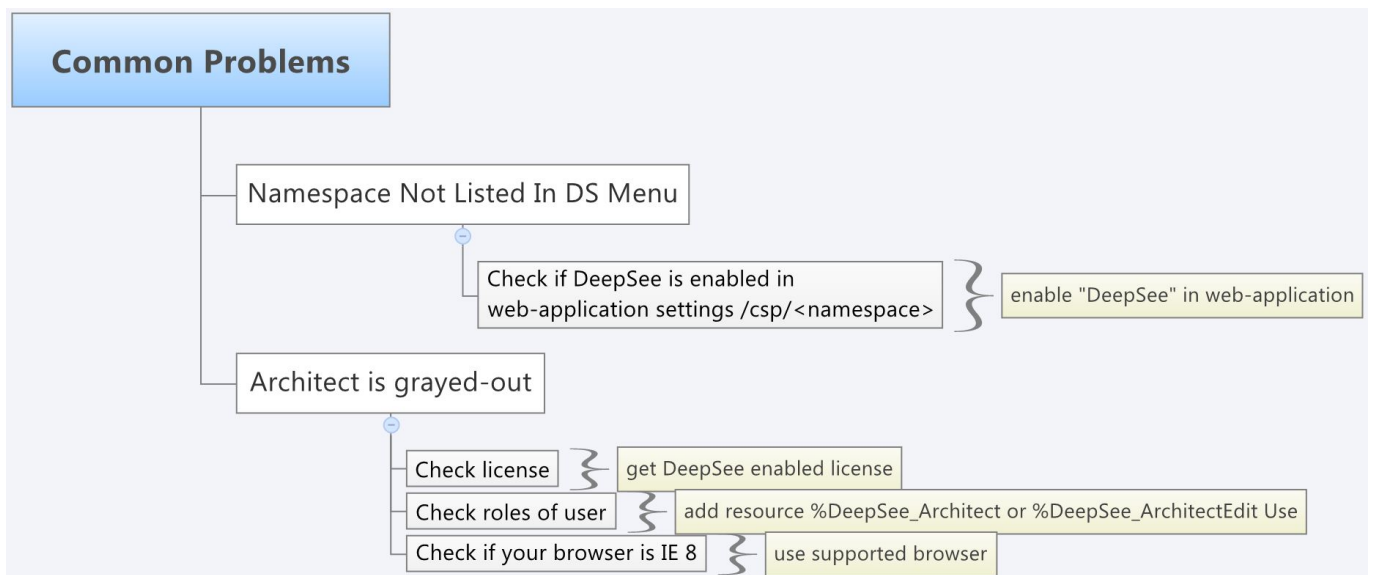 Common Problems
Namespace Not Listed In DS Menu
Check if DeepSee is enabled in
web-application settings /csp/<namespace>
enable "DeepSee" in web-application
Architect is grayed-out
Check license
get DeepSee enabled license
Check roles of user
add resource %DeepSee_Architect or %DeepSee_ArchitectEdit Use
Check if your browser is IE 8
use supported browser